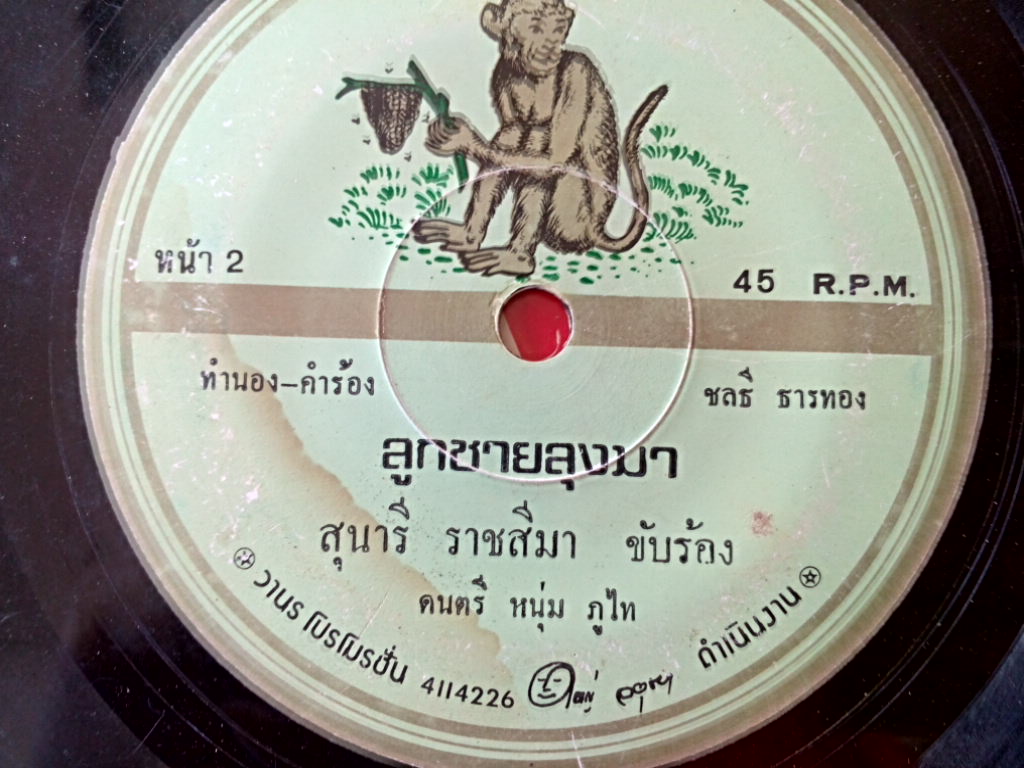 หน้า 2
45 R.P.M.
ทำนอง-คำร้อง
ชลธี ธารทอง
ลูกชายลุงมา
สุนารี ราชสีมา ขับร้อง
ดนตรี หนุ่ม ภูไท
วานร โปรโมรชั่น 4114226 ใหญ่ ดำเนินงาน